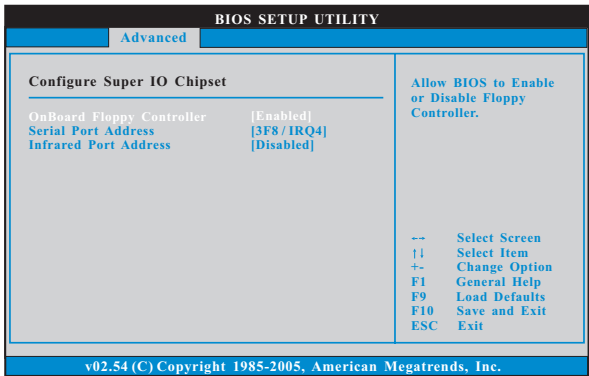 BIOS SETUP UTILITY
Advanced
Configure Super IO Chipset
OnBoard Floppy Controller [Enabled]
Serial Port Address [3F8 / IRQ4]
Infrared Port Address [Disabled]
Allow BIOS to Enable
or Disable Floppy
Controller.
←→ Select Screen
↑↓ Select Item
+- Change Option
F1 General Help
F9 Load Defaults
F10 Save and Exit
ESC Exit
v02.54 (C) Copyright 1985-2005, American Megatrends, Inc.